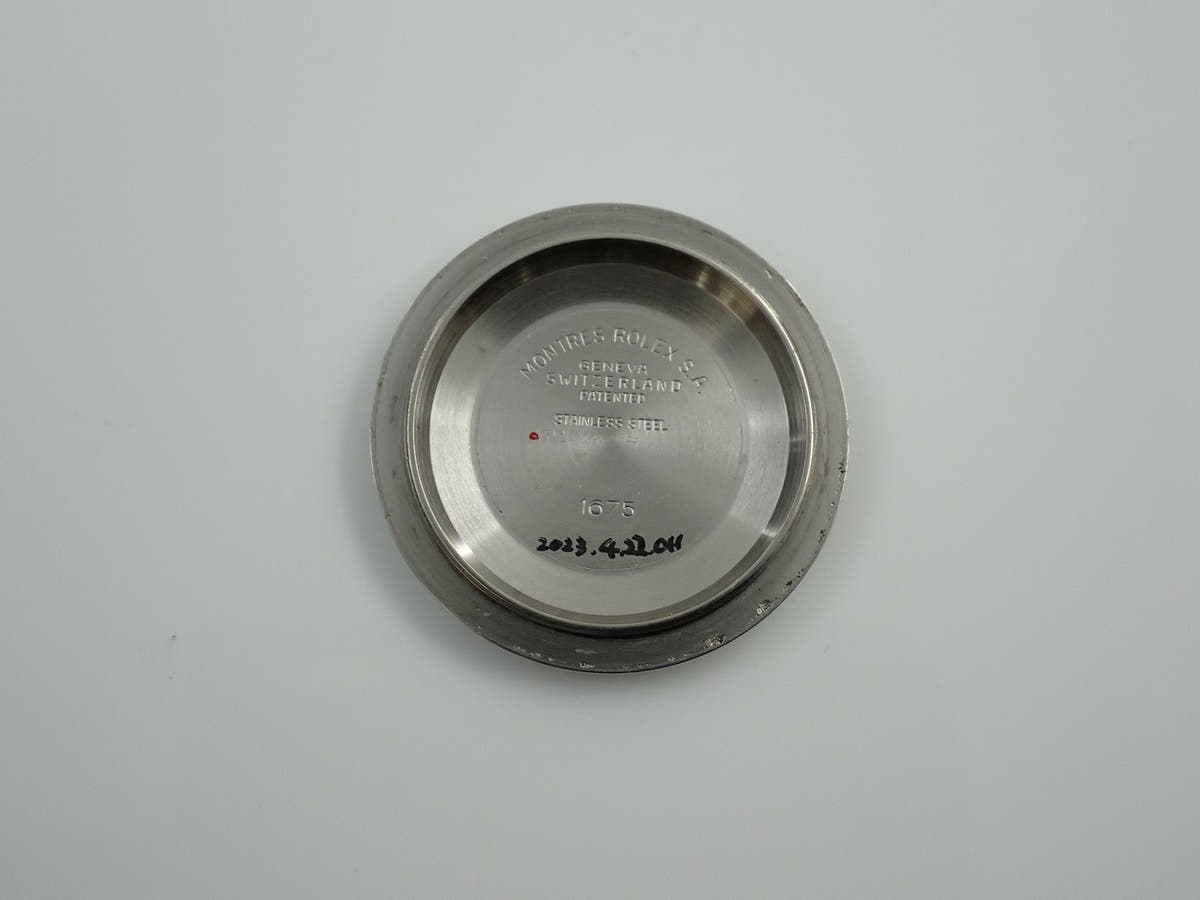 MONTRES ROLEX S.A.
GENEVA
SWITZERLAND
PATENTED
STAINLESS STEEL
1675
2023.4.22.OH